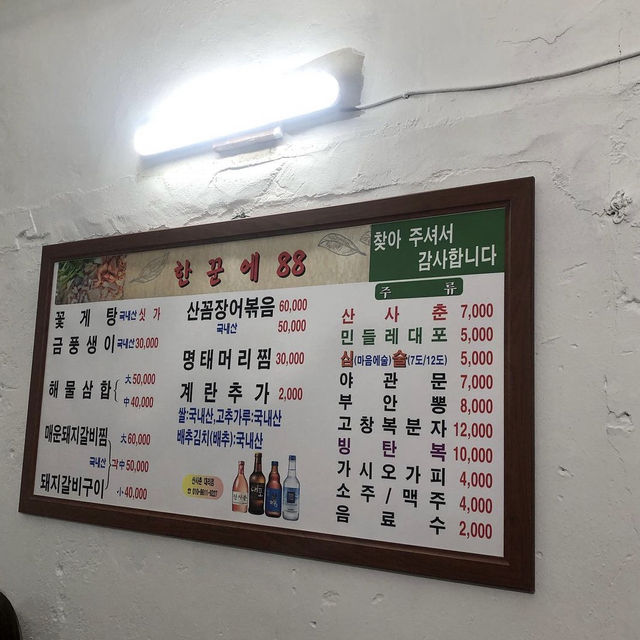 한 끈 에 88
찾아 주셔서
감사합니다
꽃 게 탕 국내산 싯 가
금 풍 생 이 국내산 30,000
해 물 삼 합 大 50,000
中 40,000
매운돼지갈비찜 大 60,000
국내산 각 中 50,000
돼지갈비구이 小 40,000
산꼼장어볶음 60,000
국내산 50,000
명태머리찜 30,000
계 란 추 가 2,000
쌀:국내산,고추가루:국내산
배추김치(배추):국내산
주 류
산 사 춘 7,000
민 들 레 대 포 5,000
심(마음에술)술(7도/12도) 5,000
야 관 문 7,000
부 안 뽕 8,000
고 창 복 분 자 12,000
빙 탄 복 10,000
가 시 오 가 피 4,000
소 주 / 맥 주 4,000
음 료 수 2,000